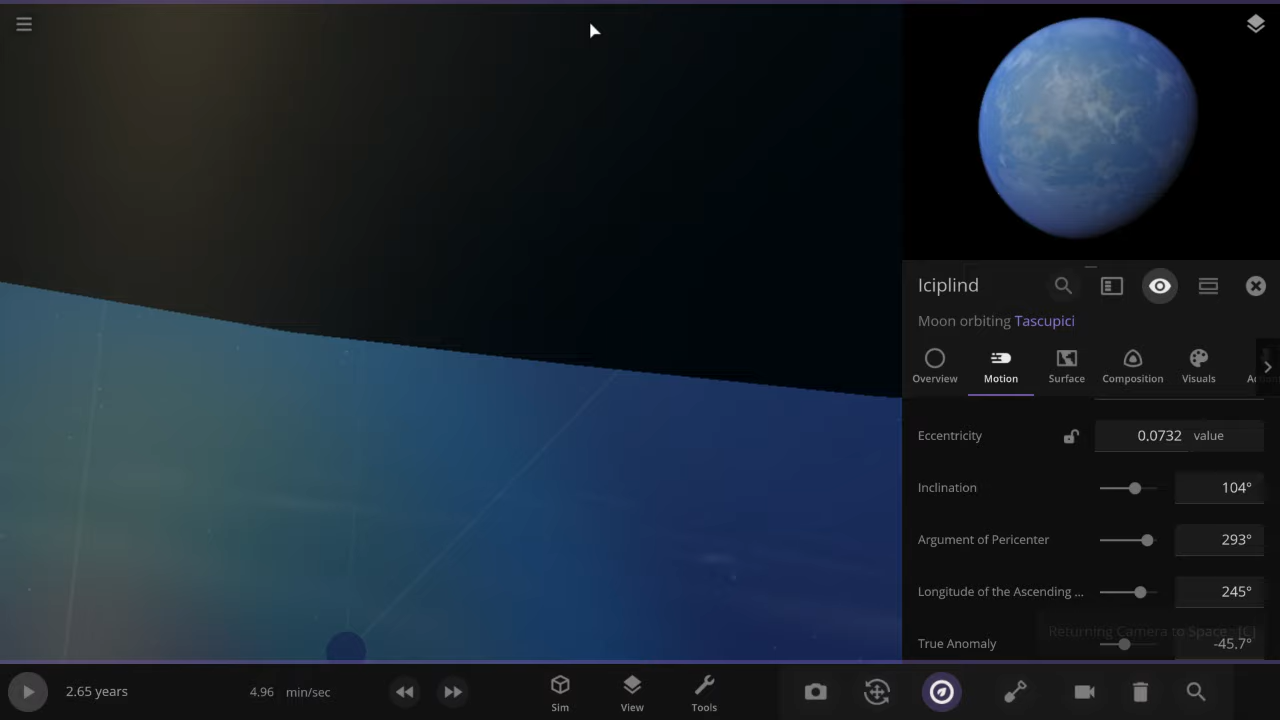 Iciplind
Moon orbiting Tascupici
Overview
Motion
Surface
Composition
Visuals
Eccentricity
0.0732 value
Inclination
104°
Argument of Pericenter
293°
Longitude of the Ascending ...
245°
Returning Camera to Space: [C]
True Anomaly
-45.7°
2.65 years
4.96 min/sec
Sim
View
Tools